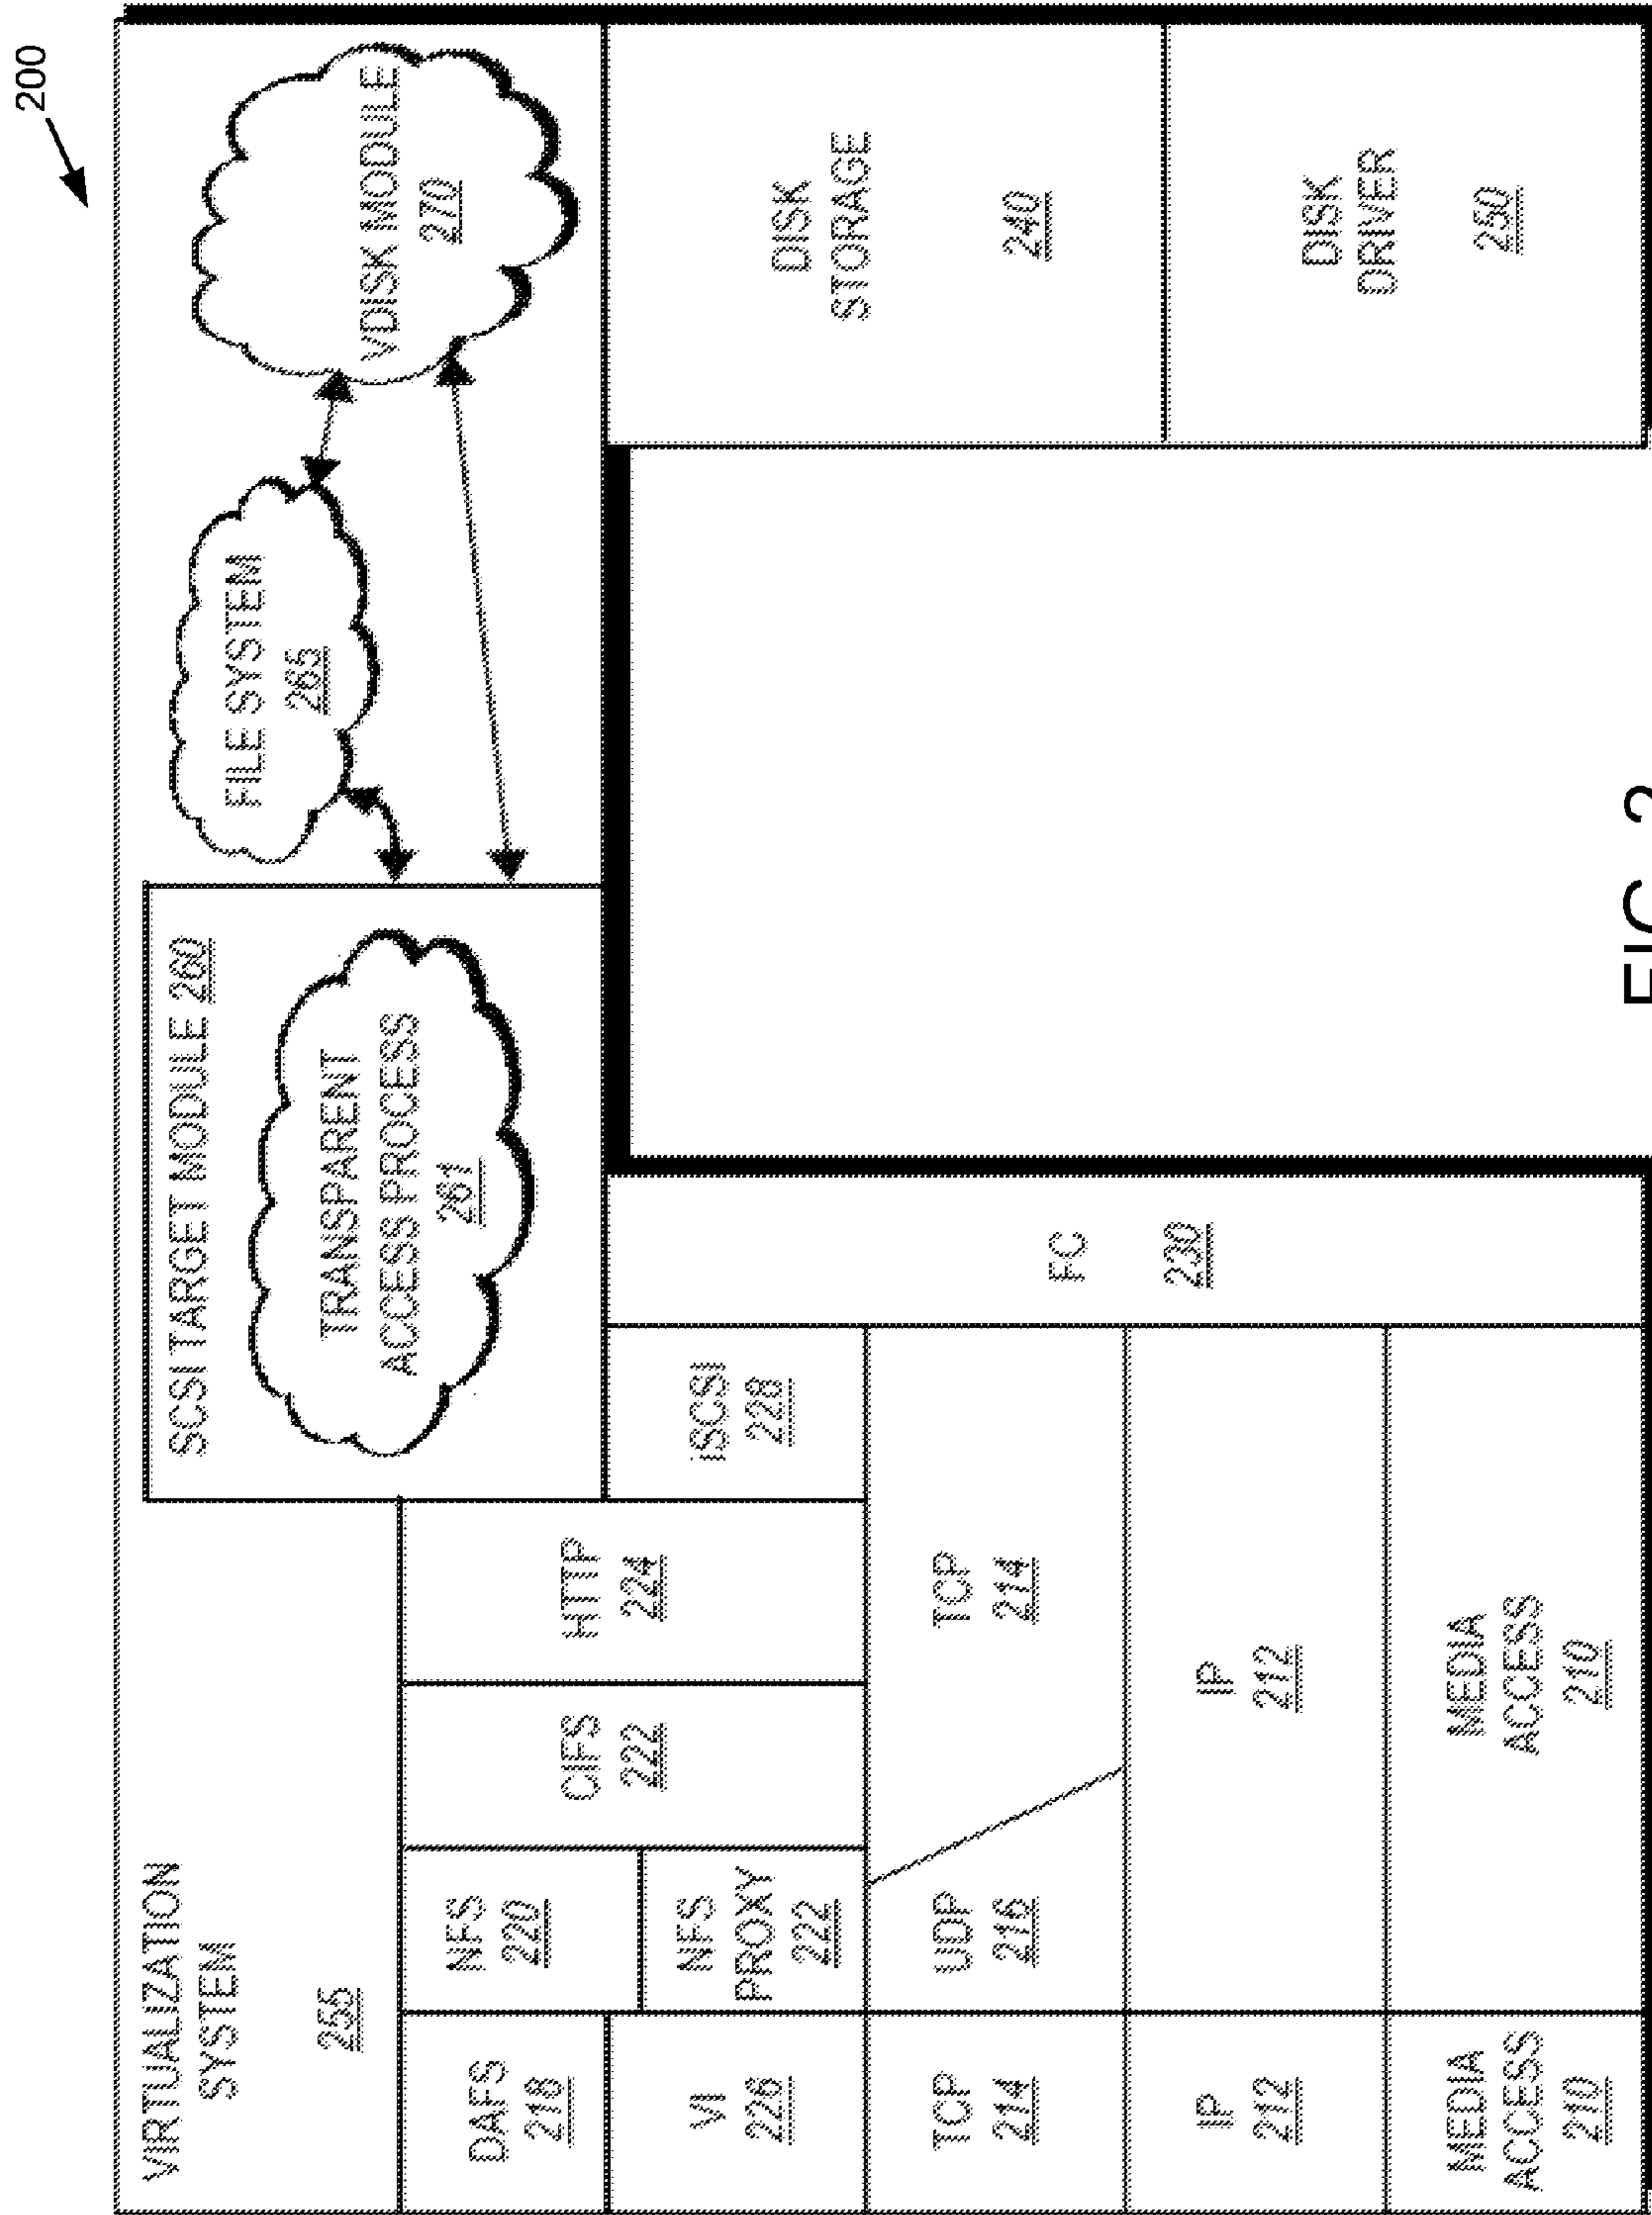 200
VIRTUALIZATION
SYSTEM
255
SCSI TARGET MODULE 260
TRANSPARENT
ACCESS PROCESS
261
FILE SYSTEM
265
VDISK MODULE
270
DAFS
218
NFS
220
CIFS
222
HTTP
224
VI
226
NFS
PROXY
222
iSCSI
228
FC
230
DISK
STORAGE
240
TCP
214
UDP
216
TCP
214
IP
212
IP
212
DISK
DRIVER
250
MEDIA
ACCESS
210
MEDIA
ACCESS
210